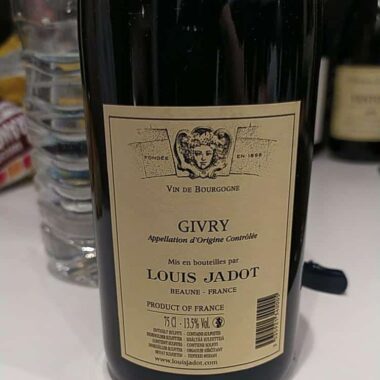 FONDÉE EN 1859
VIN DE BOURGOGNE
GIVRY
Appellation d'Origine Contrôlée
Mis en bouteilles par
LOUIS JADOT
BEAUNE - FRANCE
PRODUCT OF FRANCE
75 Cl - 13.5% Vol.
www.louisjadot.com